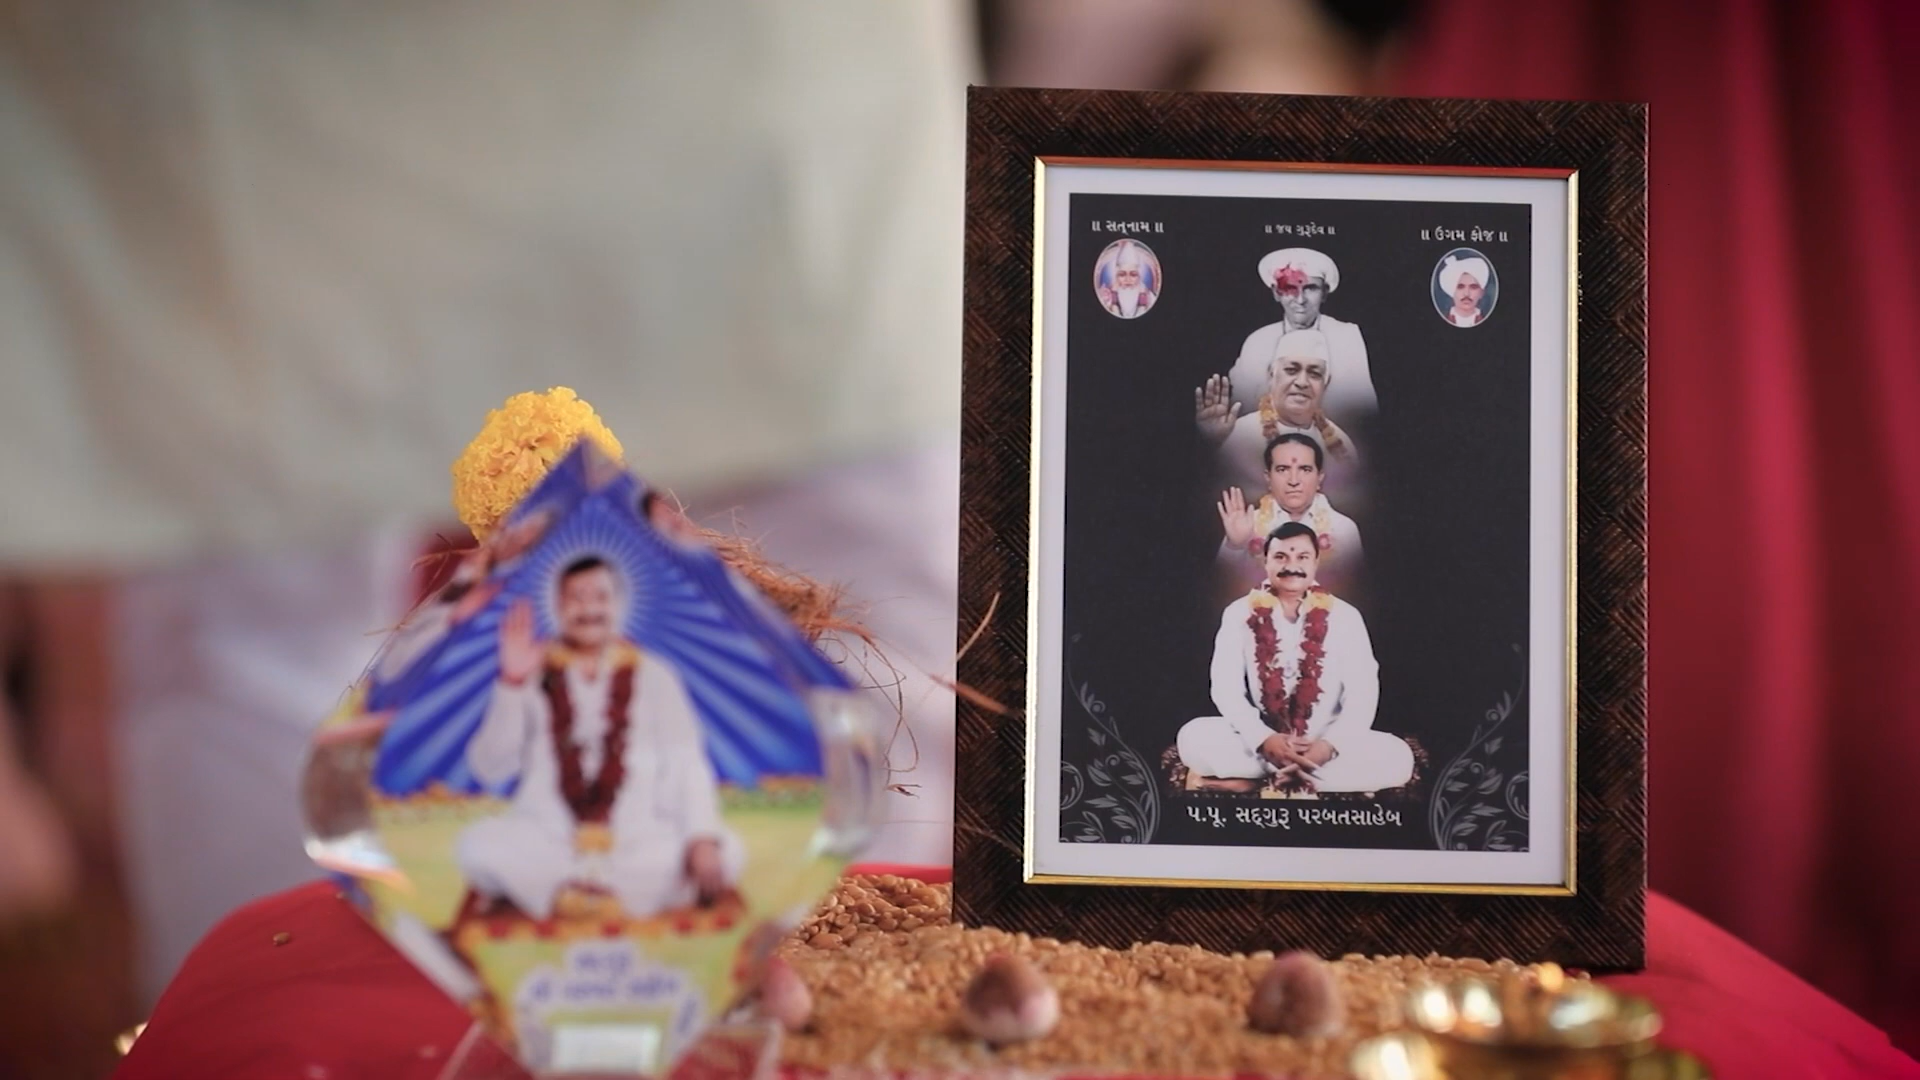 ॥ સત્‌નામ ॥
॥ જય ગુરૂદેવ ॥
॥ ઉગમ ફોજ ॥
પ.પૂ. સદ્‌ગુરૂ પરબતસાહેબ